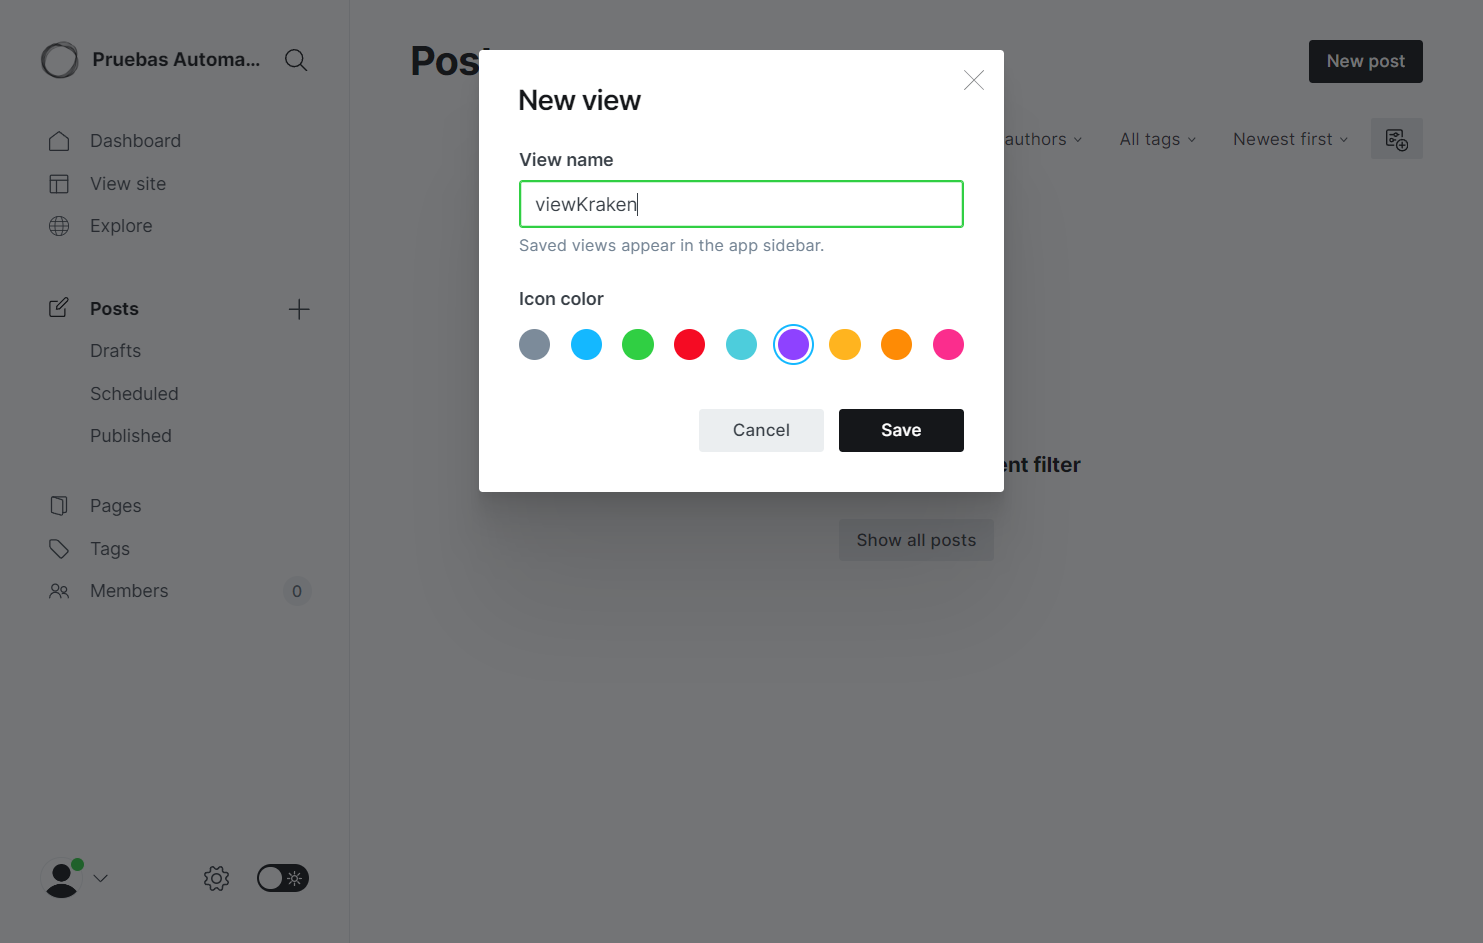 Pruebas Automa...
Dashboard
View site
Explore
Posts
Drafts
Scheduled
Published
Pages
Tags
Members
0
New post
authors
All tags
Newest first
New view
View name
viewKraken
Saved views appear in the app sidebar.
Icon color
Cancel
Save
filter
Show all posts